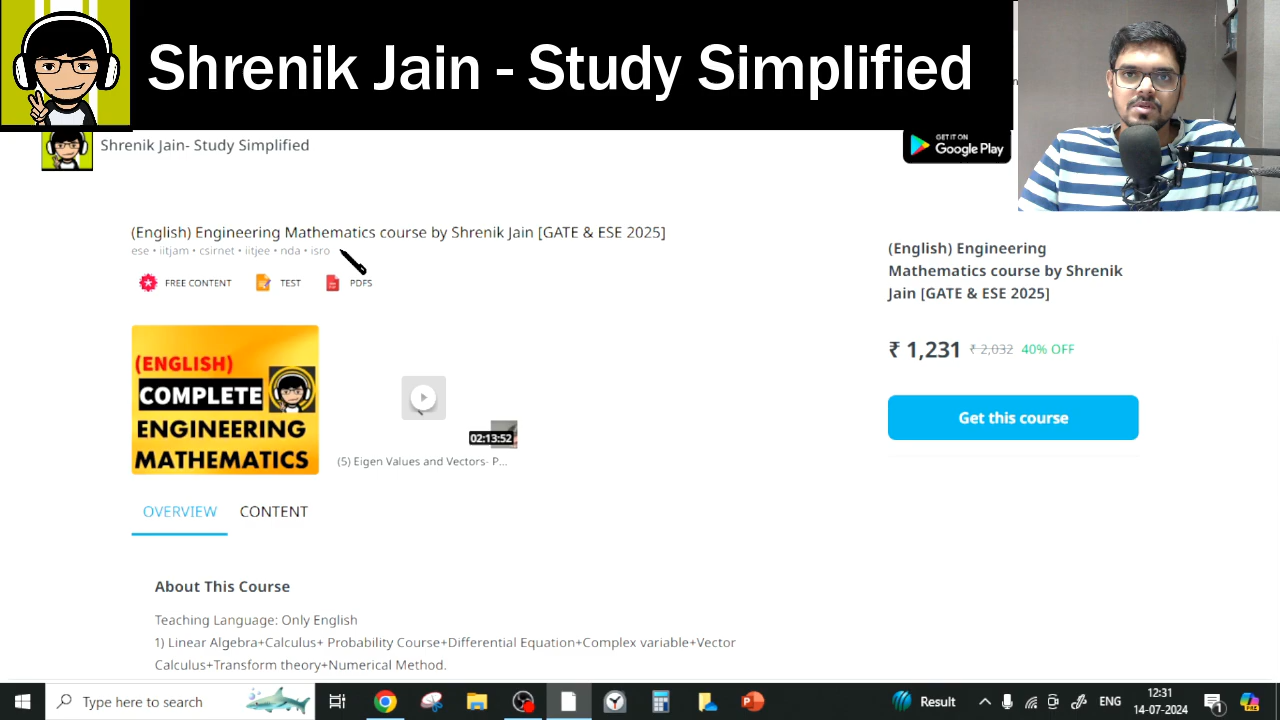 Shrenik Jain - Study Simplified
Shrenik Jain- Study Simplified
GET IT ON
Google Play
(English) Engineering Mathematics course by Shrenik Jain [GATE & ESE 2025]
ese • iitjam • csirnet • iitjee • nda • isro
FREE CONTENT
TEST
PDFS
(English) Engineering
Mathematics course by Shrenik
Jain [GATE & ESE 2025]
₹ 1,231 ₹ 2,032 40% OFF
Get this course
(ENGLISH)
COMPLETE
ENGINEERING
MATHEMATICS
02:13:52
(5) Eigen Values and Vectors- P...
OVERVIEW
CONTENT
About This Course
Teaching Language: Only English
1) Linear Algebra+Calculus+ Probability Course+Differential Equation+Complex variable+Vector
Calculus+Transform theory+Numerical Method.
Type here to search
Result
ENG
12:31
14-07-2024